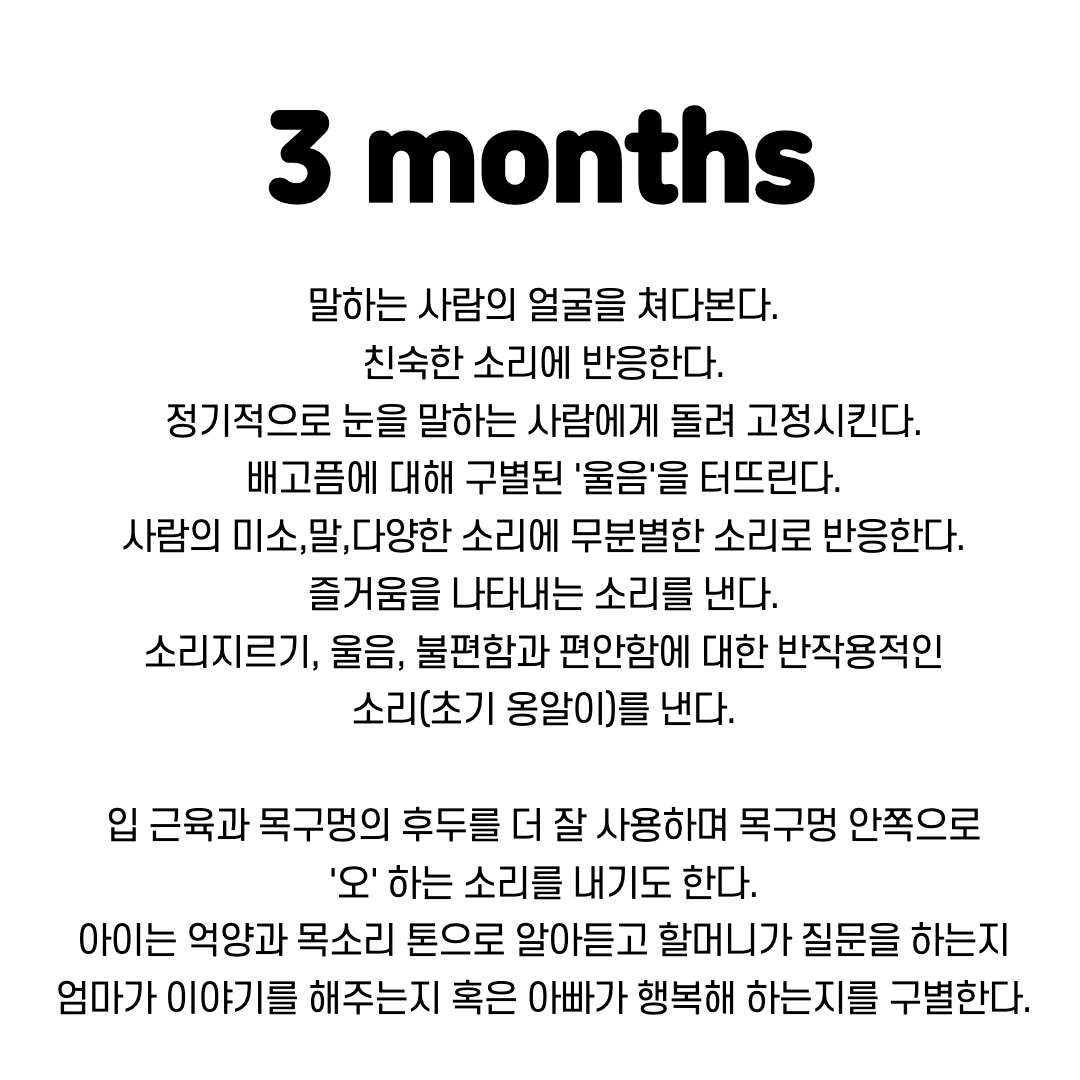 3 months
말하는 사람의 얼굴을 쳐다본다.
친숙한 소리에 반응한다.
정기적으로 눈을 말하는 사람에게 돌려 고정시킨다.
배고픔에 대해 구별된 '울음'을 터뜨린다.
사람의 미소,말,다양한 소리에 무분별한 소리로 반응한다.
즐거움을 나타내는 소리를 낸다.
소리지르기, 울음, 불편함과 편안함에 대한 반작용적인
소리(초기 옹알이)를 낸다.
입 근육과 목구멍의 후두를 더 잘 사용하며 목구멍 안쪽으로
'오' 하는 소리를 내기도 한다.
아이는 억양과 목소리 톤으로 알아듣고 할머니가 질문을 하는지
엄마가 이야기를 해주는지 혹은 아빠가 행복해 하는지를 구별한다.